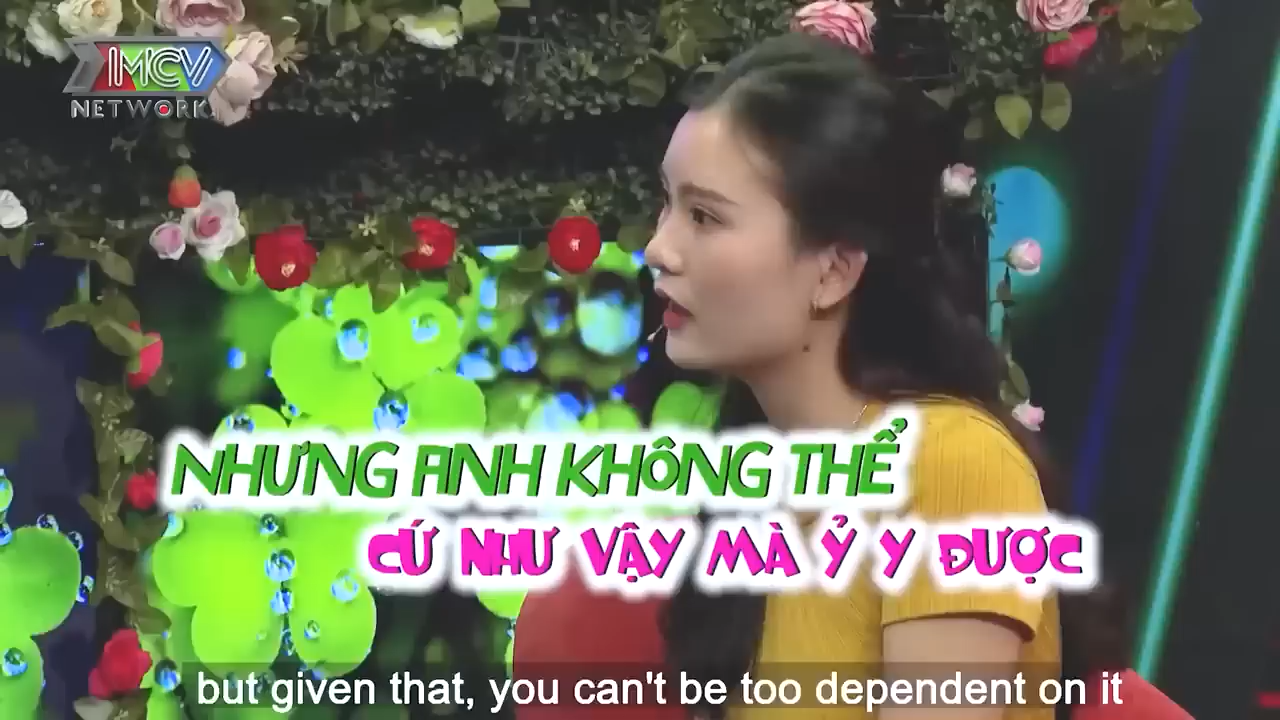 MCV
NETWORK
NHƯNG ANH KHÔNG THỂ
CỨ NHƯ VẬY MÀ Ỷ Y ĐƯỢC
but given that, you can't be too dependent on it